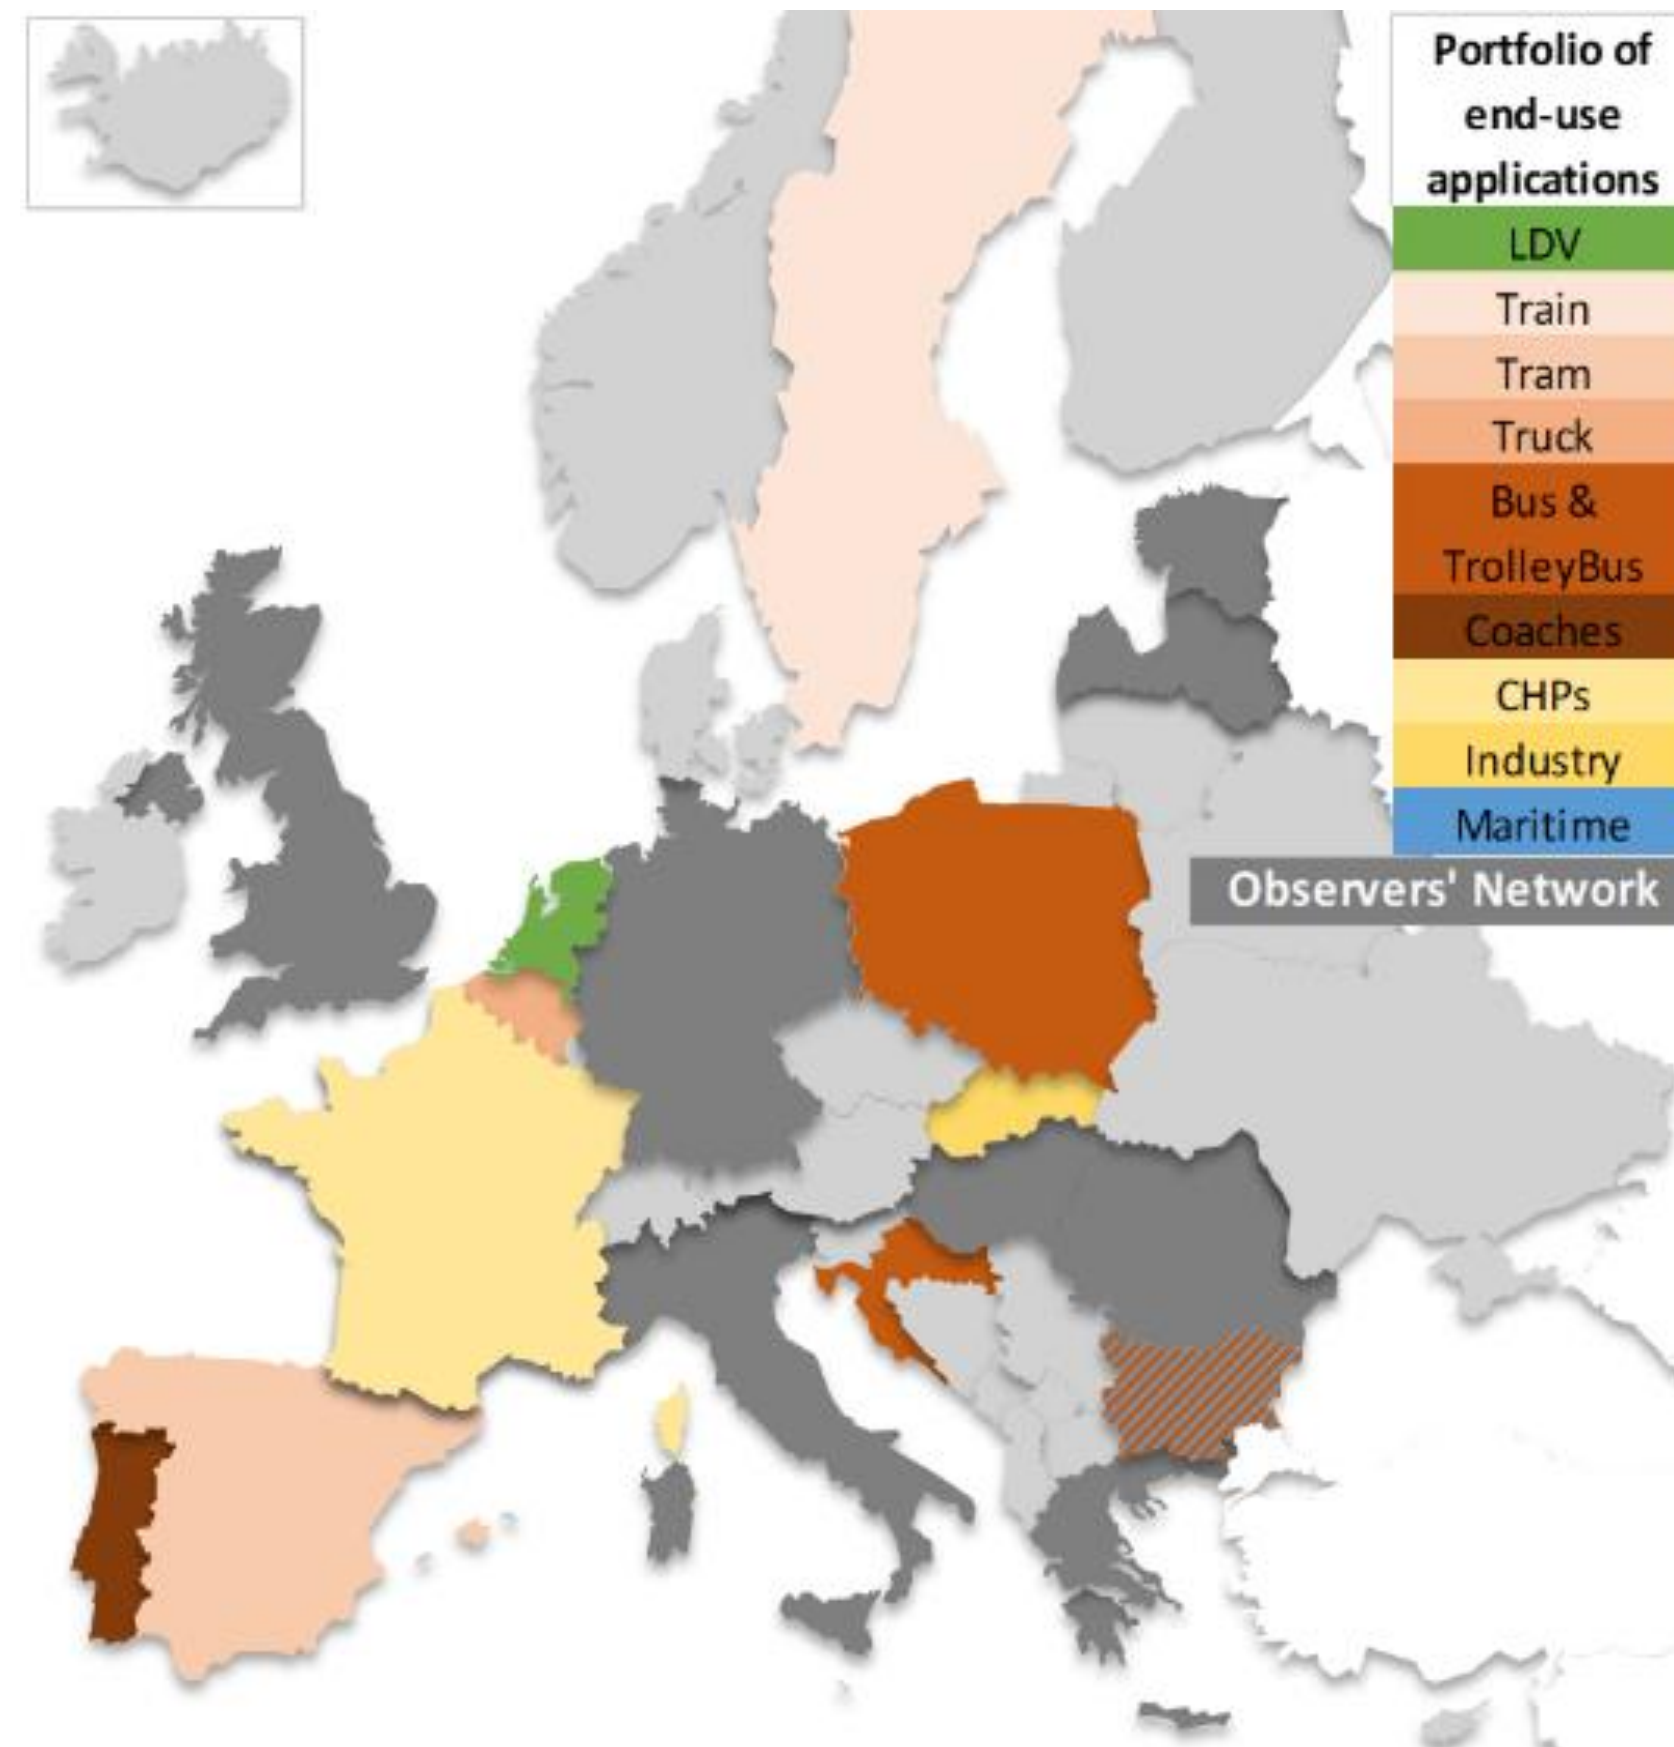 Portfolio of
end-use
applications
LDV
Train
Tram
Truck
Bus &
TrolleyBus
Coaches
CHPs
Industry
Maritime
Observers' Network